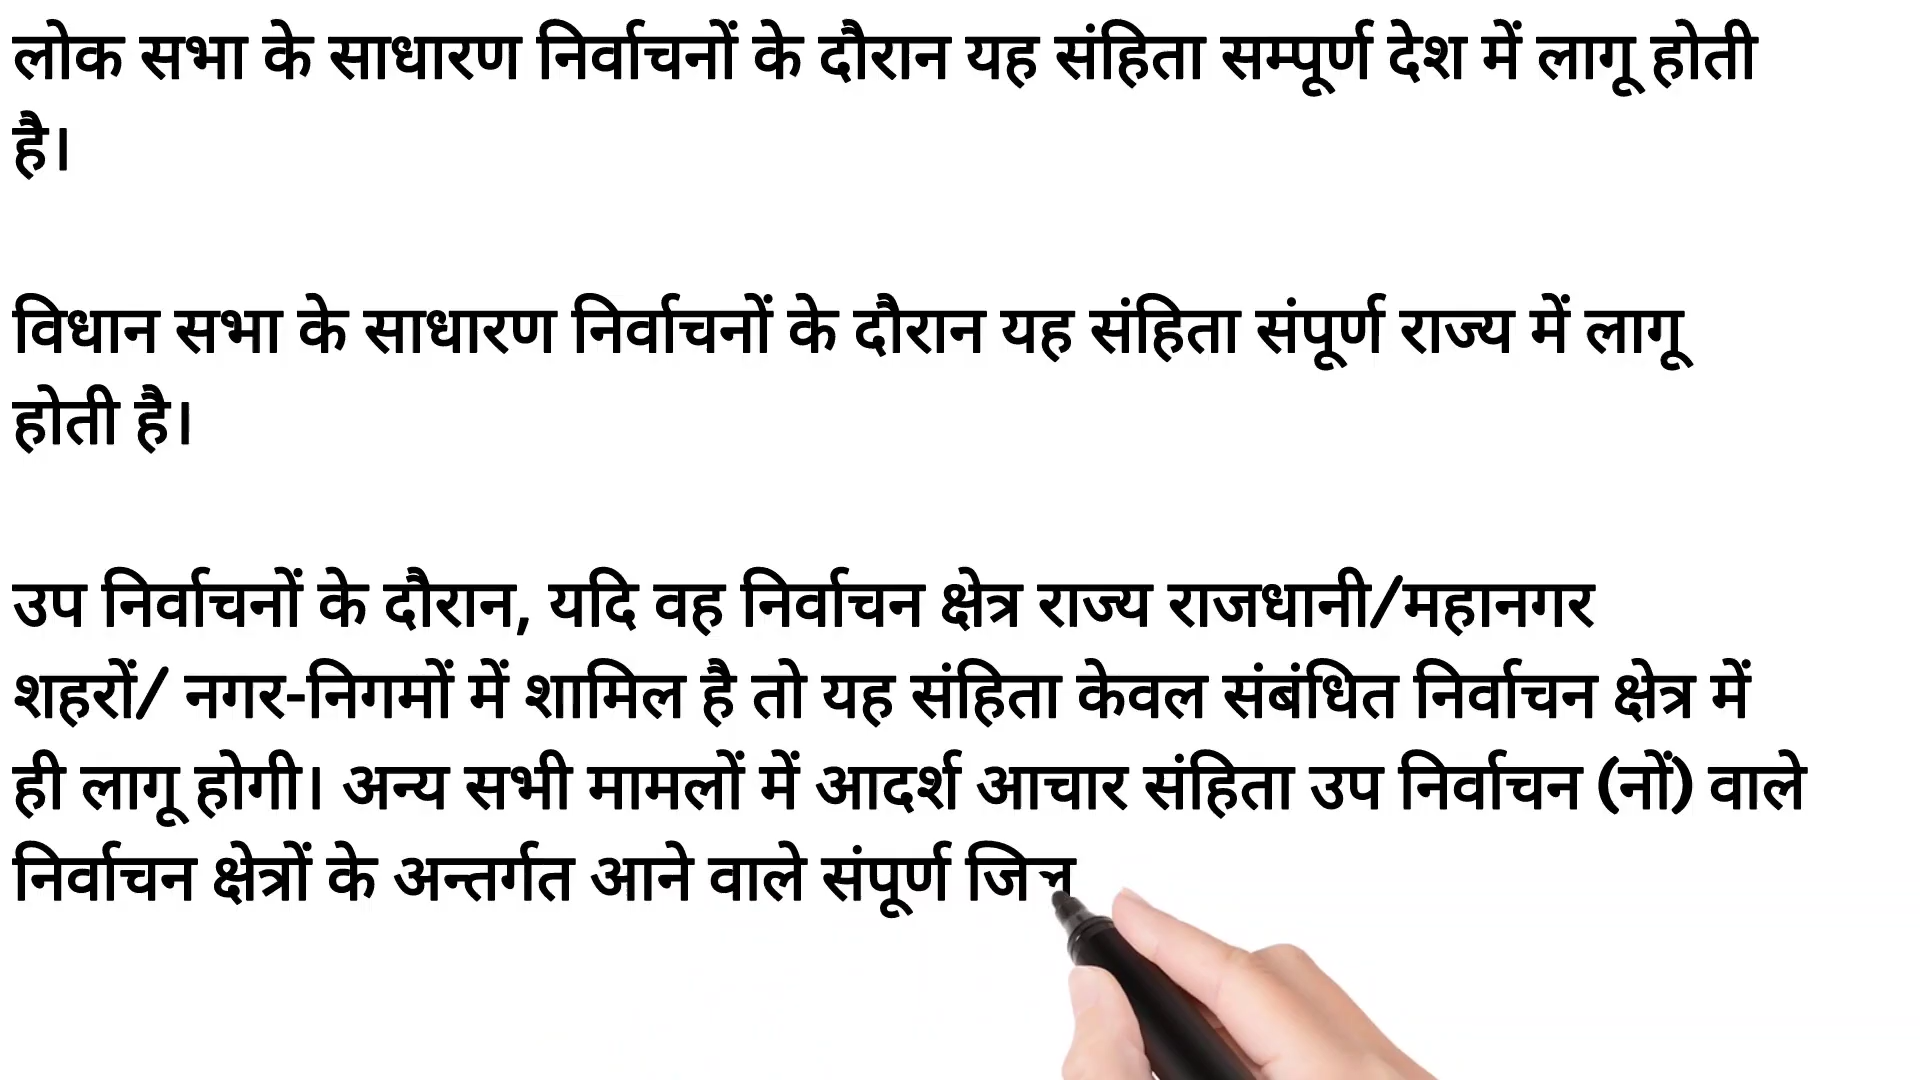 लोक सभा के साधारण निर्वाचनों के दौरान यह संहिता सम्पूर्ण देश में लागू होती
है।
विधान सभा के साधारण निर्वाचनों के दौरान यह संहिता संपूर्ण राज्य में लागू
होती है।
उप निर्वाचनों के दौरान, यदि वह निर्वाचन क्षेत्र राज्य राजधानी/महानगर
शहरों/ नगर-निगमों में शामिल है तो यह संहिता केवल संबंधित निर्वाचन क्षेत्र में
ही लागू होगी। अन्य सभी मामलों में आदर्श आचार संहिता उप निर्वाचन (नों) वाले
निर्वाचन क्षेत्रों के अन्तर्गत आने वाले संपूर्ण